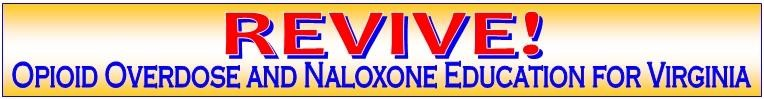 REVIVE!
OPIOID OVERDOSE AND NALOXONE EDUCATION FOR VIRGINIA